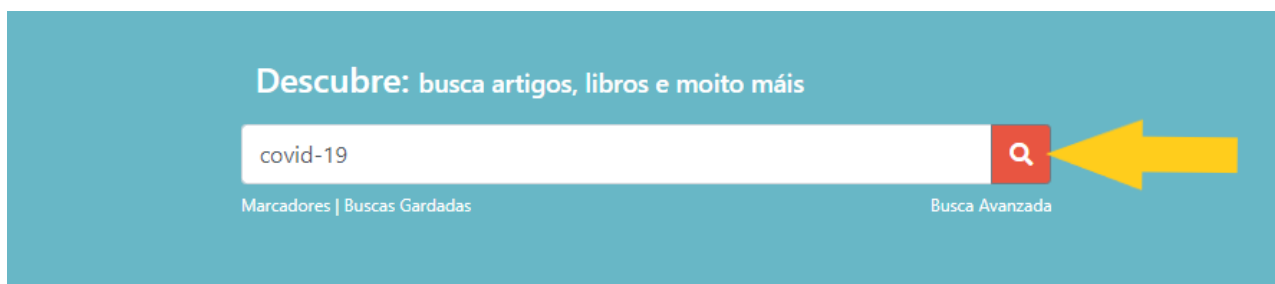 Descubre: busca artigos, libros e moito máis
covid-19
Marcadores | Buscas Gardadas
Busca Avanzada